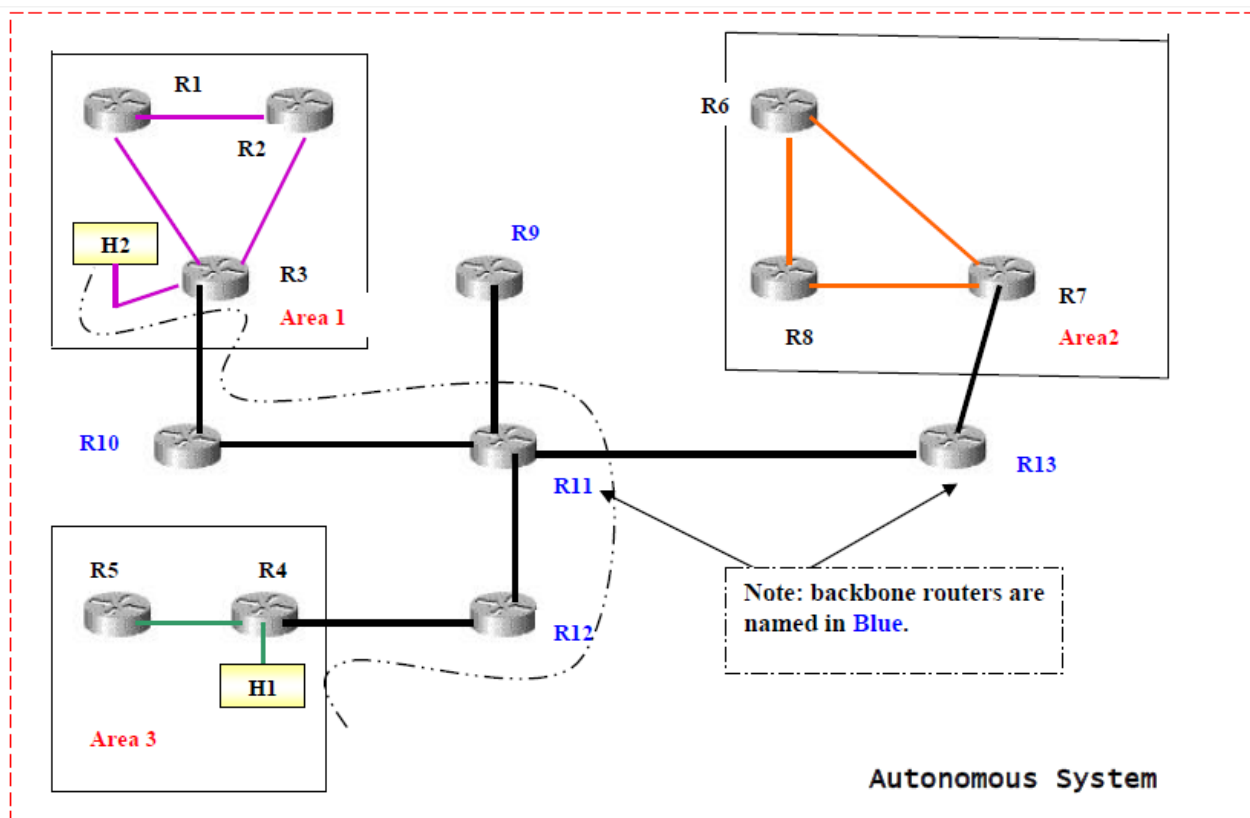 R1
R2
H2
R3
Area 1
R6
R9
R8
R7
Area2
R10
R11
R13
R5
R4
R12
H1
Area 3
Note: backbone routers are
named in Blue.
Autonomous System